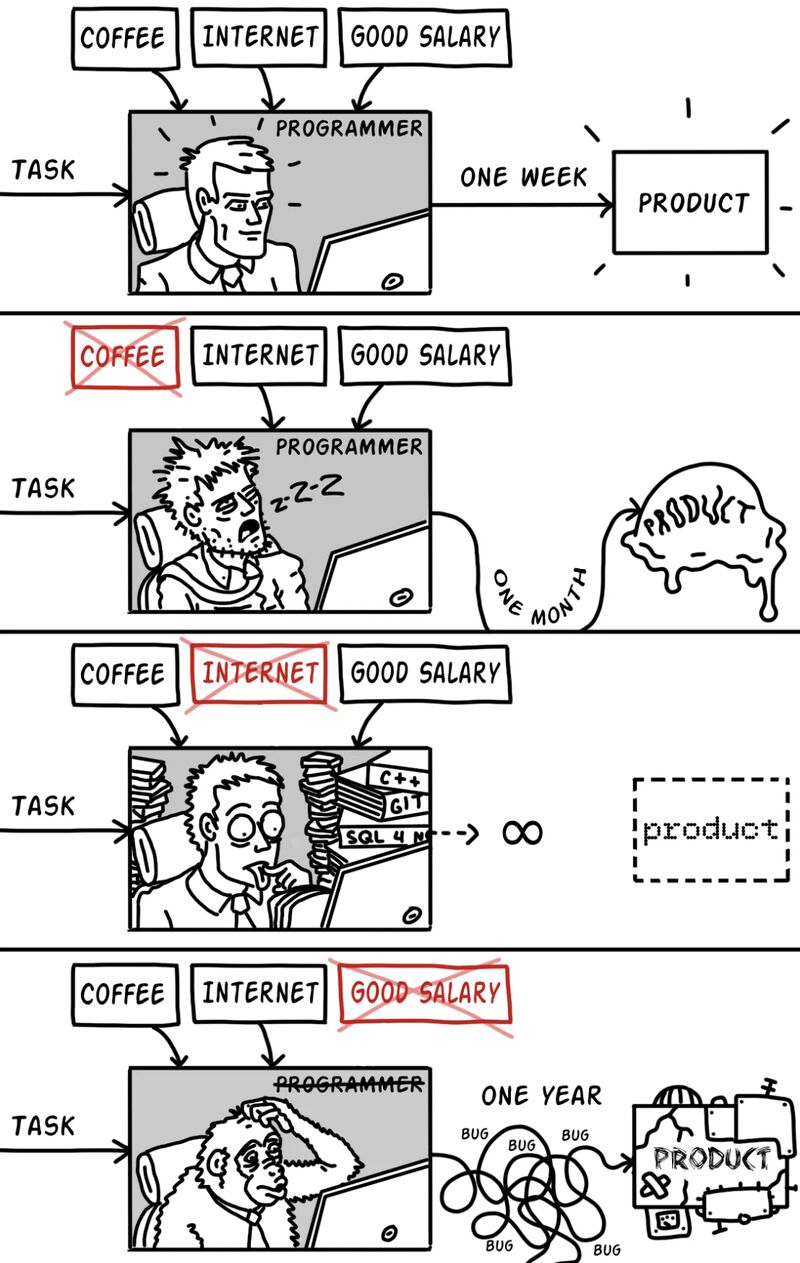 COFFEE
INTERNET
GOOD SALARY
PROGRAMMER
TASK
ONE WEEK
PRODUCT
COFFEE
INTERNET
GOOD SALARY
PROGRAMMER
TASK
Z-Z-Z
PRODUCT
ONE MONTH
COFFEE
INTERNET
GOOD SALARY
C++
GIT
TASK
SQL 4 N
∞
product
COFFEE
INTERNET
GOOD SALARY
PROGRAMMER
TASK
ONE YEAR
BUG
BUG
BUG
PRODUCT
BUG
BUG